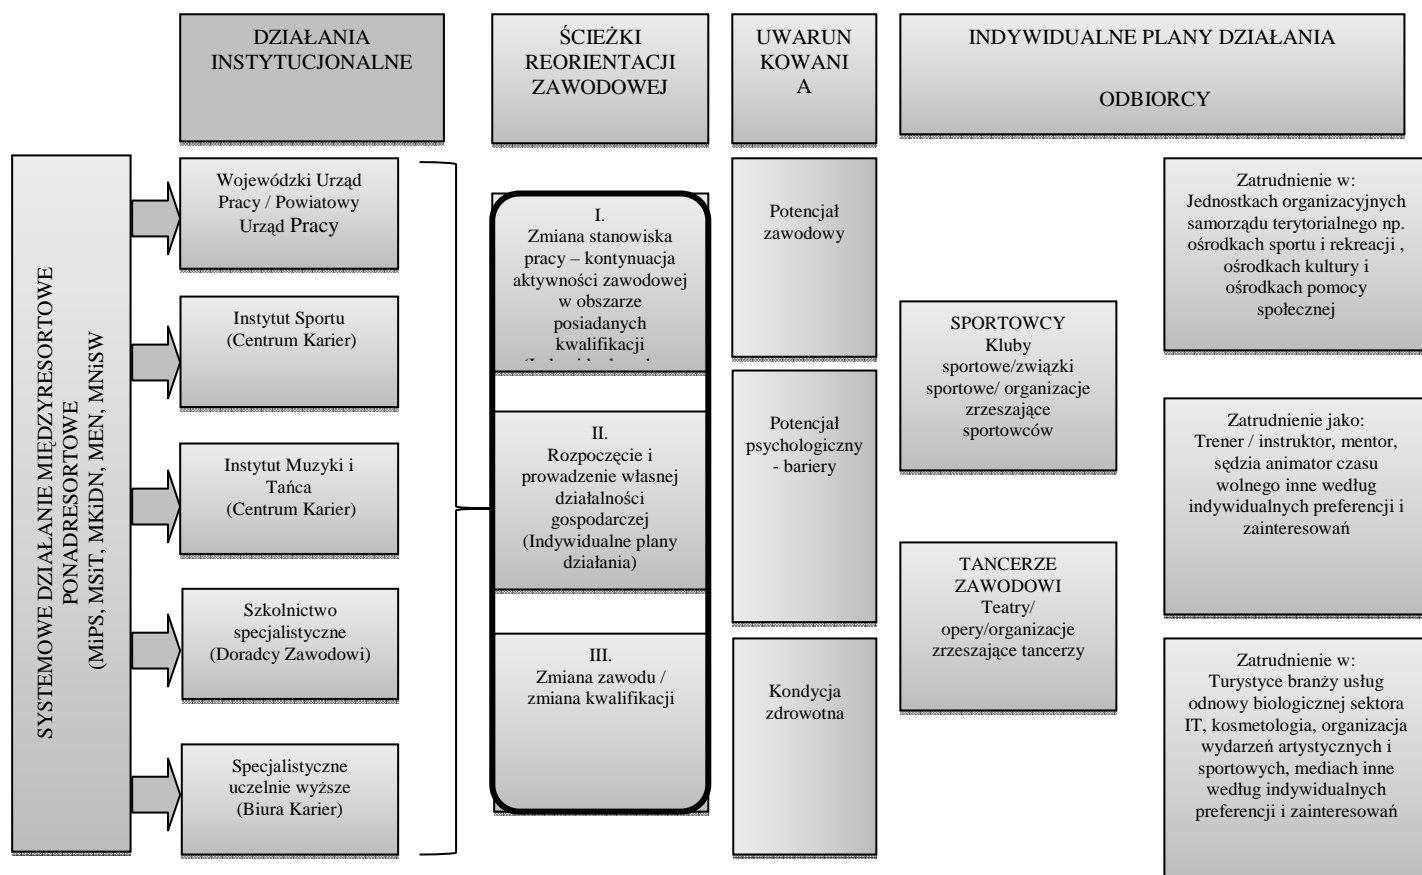 DZIAŁANIA
INSTYTUCJONALNE
ŚCIEŻKI
REORIENTACJI
ZAWODOWEJ
UWARUN
KOWANI
A
INDYWIDUALNE PLANY DZIAŁANIA
ODBIORCY
SYSTEMOWE DZIAŁANIE MIĘDZYRESORTOWE
PONADRESORTOWE
(MiPS, MSiT, MKiDN, MEN, MNiSW
Wojewódzki Urząd
Pracy / Powiatowy
Urząd Pracy
Instytut Sportu
(Centrum Karier)
Instytut Muzyki i
Tańca
(Centrum Karier)
Szkolnictwo
specjalistyczne
(Doradcy Zawodowi)
Specjalistyczne
uczelnie wyższe
(Biura Karier)
I.
Zmiana stanowiska
pracy – kontynuacja
aktywności zawodowej
w obszarze
posiadanych
kwalifikacji
II.
Rozpoczęcie i
prowadzenie własnej
działalności
gospodarczej
(Indywidualne plany
działania)
III.
Zmiana zawodu /
zmiana kwalifikacji
Potencjał
zawodowy
Potencjał
psychologiczny
- bariery
Kondycja
zdrowotna
SPORTOWCY
Kluby
sportowe/związki
sportowe/ organizacje
zrzeszające
sportowców
TANCERZE
ZAWODOWI
Teatry/
opery/organizacje
zrzeszające tancerzy
Zatrudnienie w:
Jednostkach organizacyjnych
samorządu terytorialnego np.
ośrodkach sportu i rekreacji ,
ośrodkach kultury i
ośrodkach pomocy
społecznej
Zatrudnienie jako:
Trener / instruktor, mentor,
sędzia animator czasu
wolnego inne według
indywidualnych preferencji i
zainteresowań
Zatrudnienie w:
Turystyce branży usług
odnowy biologicznej sektora
IT, kosmetologia, organizacja
wydarzeń artystycznych i
sportowych, mediach inne
według indywidualnych
preferencji i zainteresowań